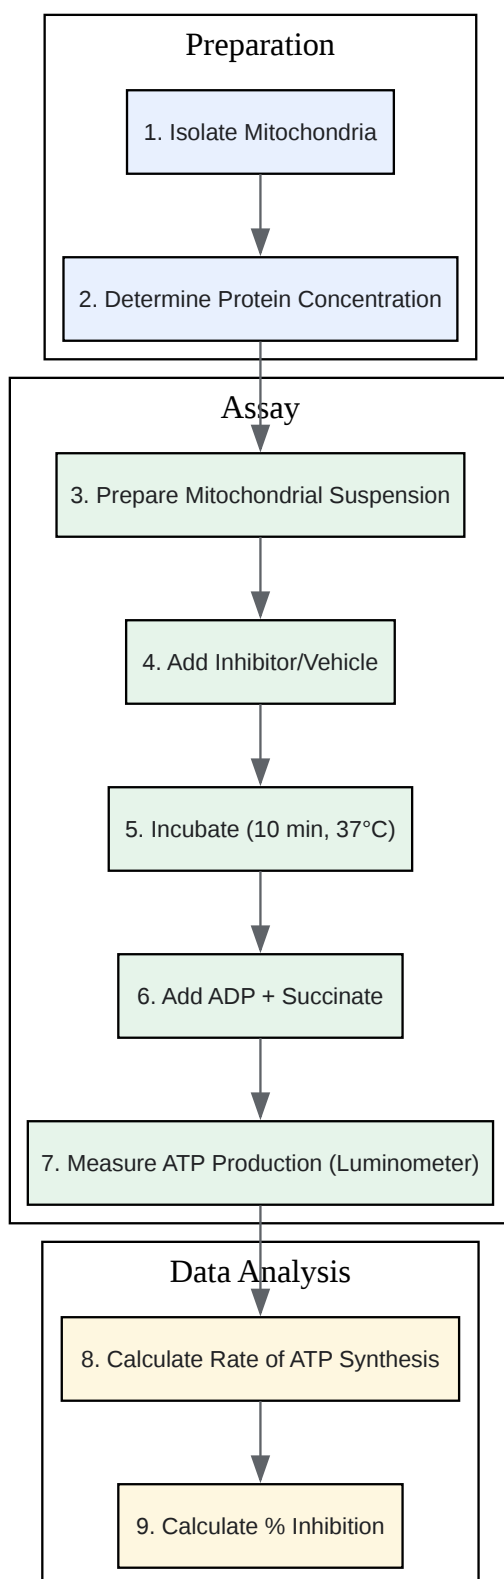 Preparation
1. Isolate Mitochondria
2. Determine Protein Concentration
Assay
3. Prepare Mitochondrial Suspension
4. Add Inhibitor/Vehicle
5. Incubate (10 min, 37°C)
6. Add ADP + Succinate
7. Measure ATP Production (Luminometer)
Data Analysis
8. Calculate Rate of ATP Synthesis
9. Calculate % Inhibition